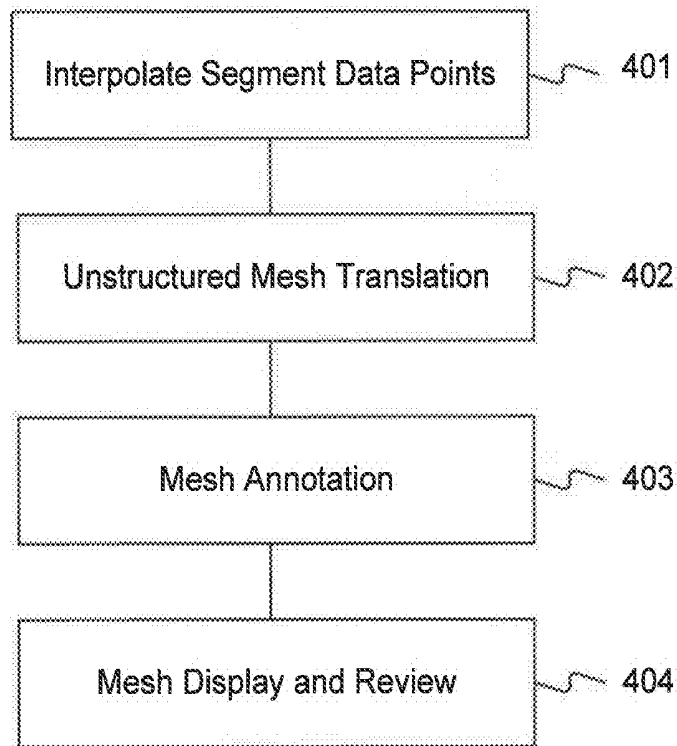 Interpolate Segment Data Points 401
Unstructured Mesh Translation 402
Mesh Annotation 403
Mesh Display and Review 404